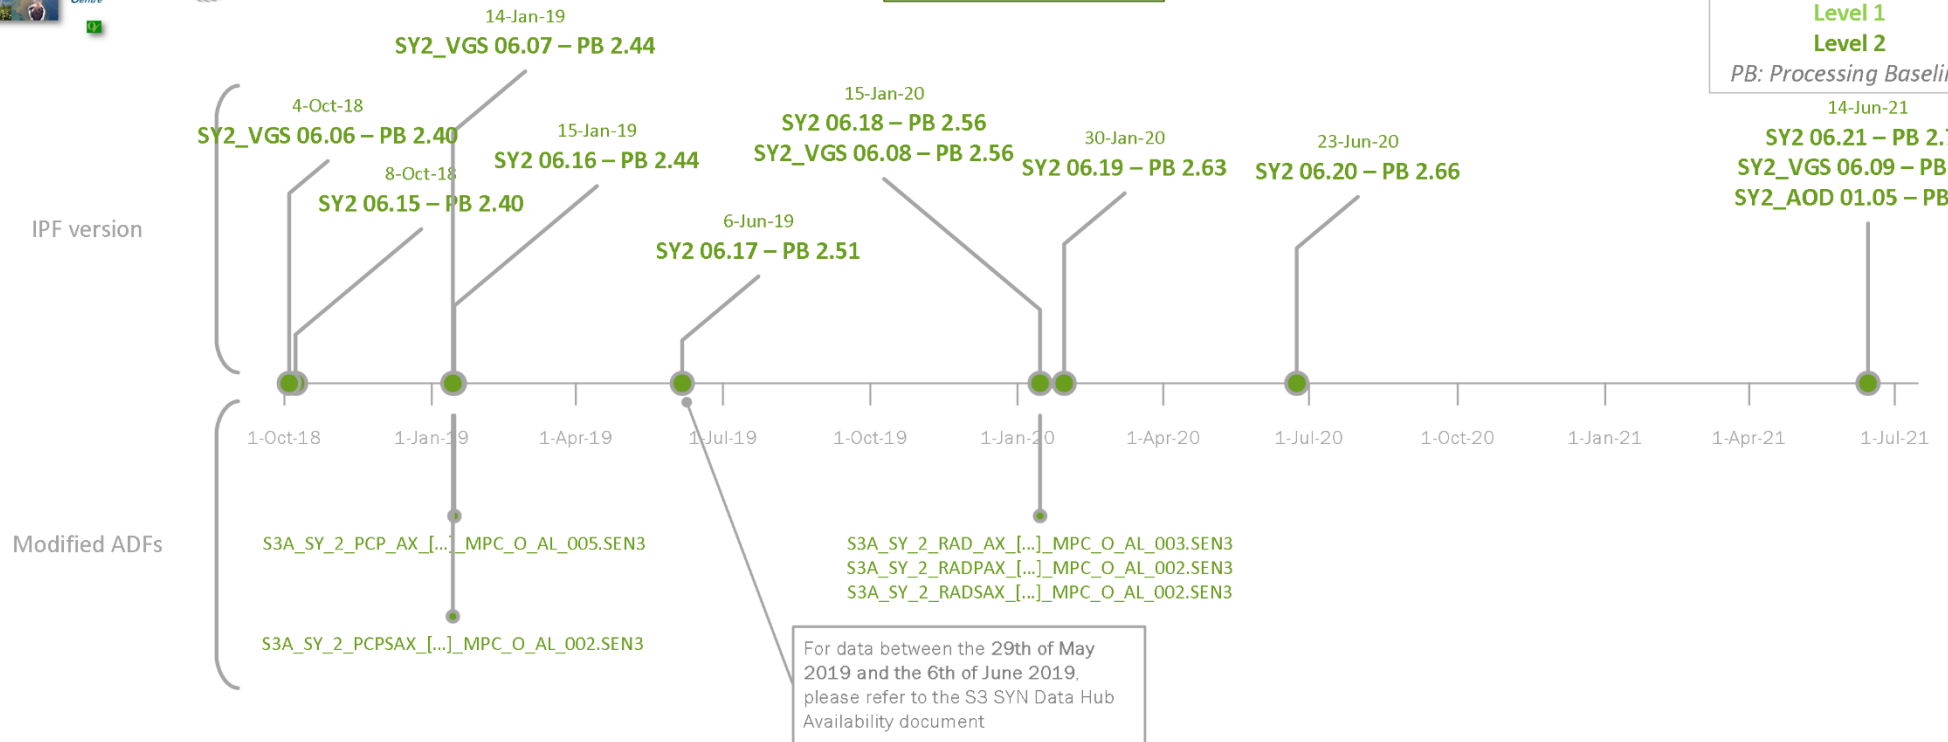 Centre
Level 1
Level 2
PB: Processing Baselin
14-Jan-19
SY2_VGS 06.07 – PB 2.44
4-Oct-18
SY2_VGS 06.06 – PB 2.40
8-Oct-18
SY2 06.15 – PB 2.40
15-Jan-19
SY2 06.16 – PB 2.44
6-Jun-19
SY2 06.17 – PB 2.51
15-Jan-20
SY2 06.18 – PB 2.56
SY2_VGS 06.08 – PB 2.56
30-Jan-20
SY2 06.19 – PB 2.63
23-Jun-20
SY2 06.20 – PB 2.66
14-Jun-21
SY2 06.21 – PB 2.
SY2_VGS 06.09 – PB
SY2_AOD 01.05 – PB
IPF version
1-Oct-18
1-Jan-19
1-Apr-19
1-Jul-19
1-Oct-19
1-Jan-20
1-Apr-20
1-Jul-20
1-Oct-20
1-Jan-21
1-Apr-21
1-Jul-21
Modified ADFs
S3A_SY_2_PCP_AX_[...]_MPC_O_AL_005.SEN3
S3A_SY_2_PCPSAX_[...]_MPC_O_AL_002.SEN3
S3A_SY_2_RAD_AX_[...]_MPC_O_AL_003.SEN3
S3A_SY_2_RADPAX_[...]_MPC_O_AL_002.SEN3
S3A_SY_2_RADSAX_[...]_MPC_O_AL_002.SEN3
For data between the 29th of May
2019 and the 6th of June 2019,
please refer to the S3 SYN Data Hub
Availability document